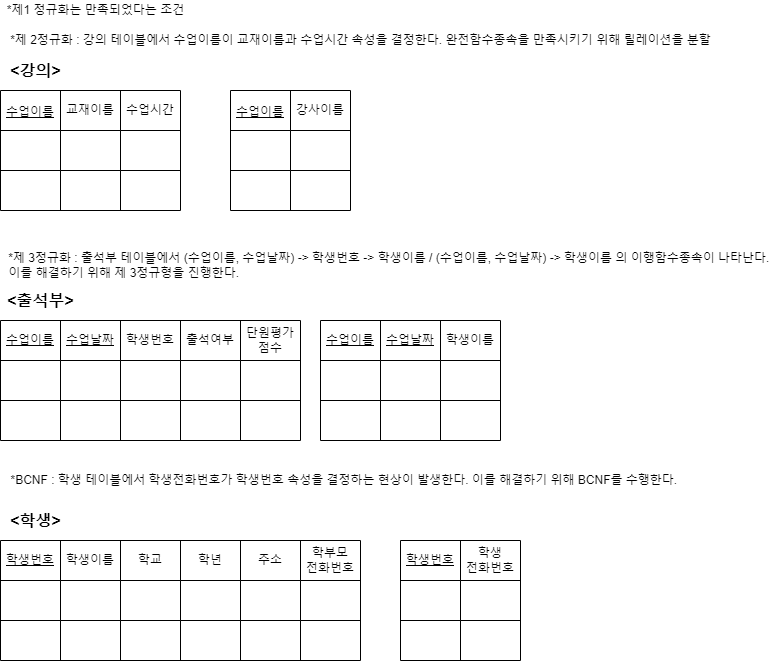 *제1 정규화는 만족되었다는 조건
*제 2정규화 : 강의 테이블에서 수업이름이 교재이름과 수업시간 속성을 결정한다. 완전함수종속을 만족시키기 위해 릴레이션을 분할
<강의>
수업이름 교재이름 수업시간 수업이름 강사이름
*제 3정규화 : 출석부 테이블에서 (수업이름, 수업날짜) -> 학생번호 -> 학생이름 / (수업이름, 수업날짜) -> 학생이름 의 이행함수종속이 나타난다.
이를 해결하기 위해 제 3정규형을 진행한다.
<출석부>
수업이름 수업날짜 학생번호 출석여부 단원평가
점수
수업이름 수업날짜 학생이름
*BCNF : 학생 테이블에서 학생전화번호가 학생번호 속성을 결정하는 현상이 발생한다. 이를 해결하기 위해 BCNF를 수행한다.
<학생>
학생번호 학생이름 학교 학년 주소 학부모
전화번호
학생번호 학생
전화번호